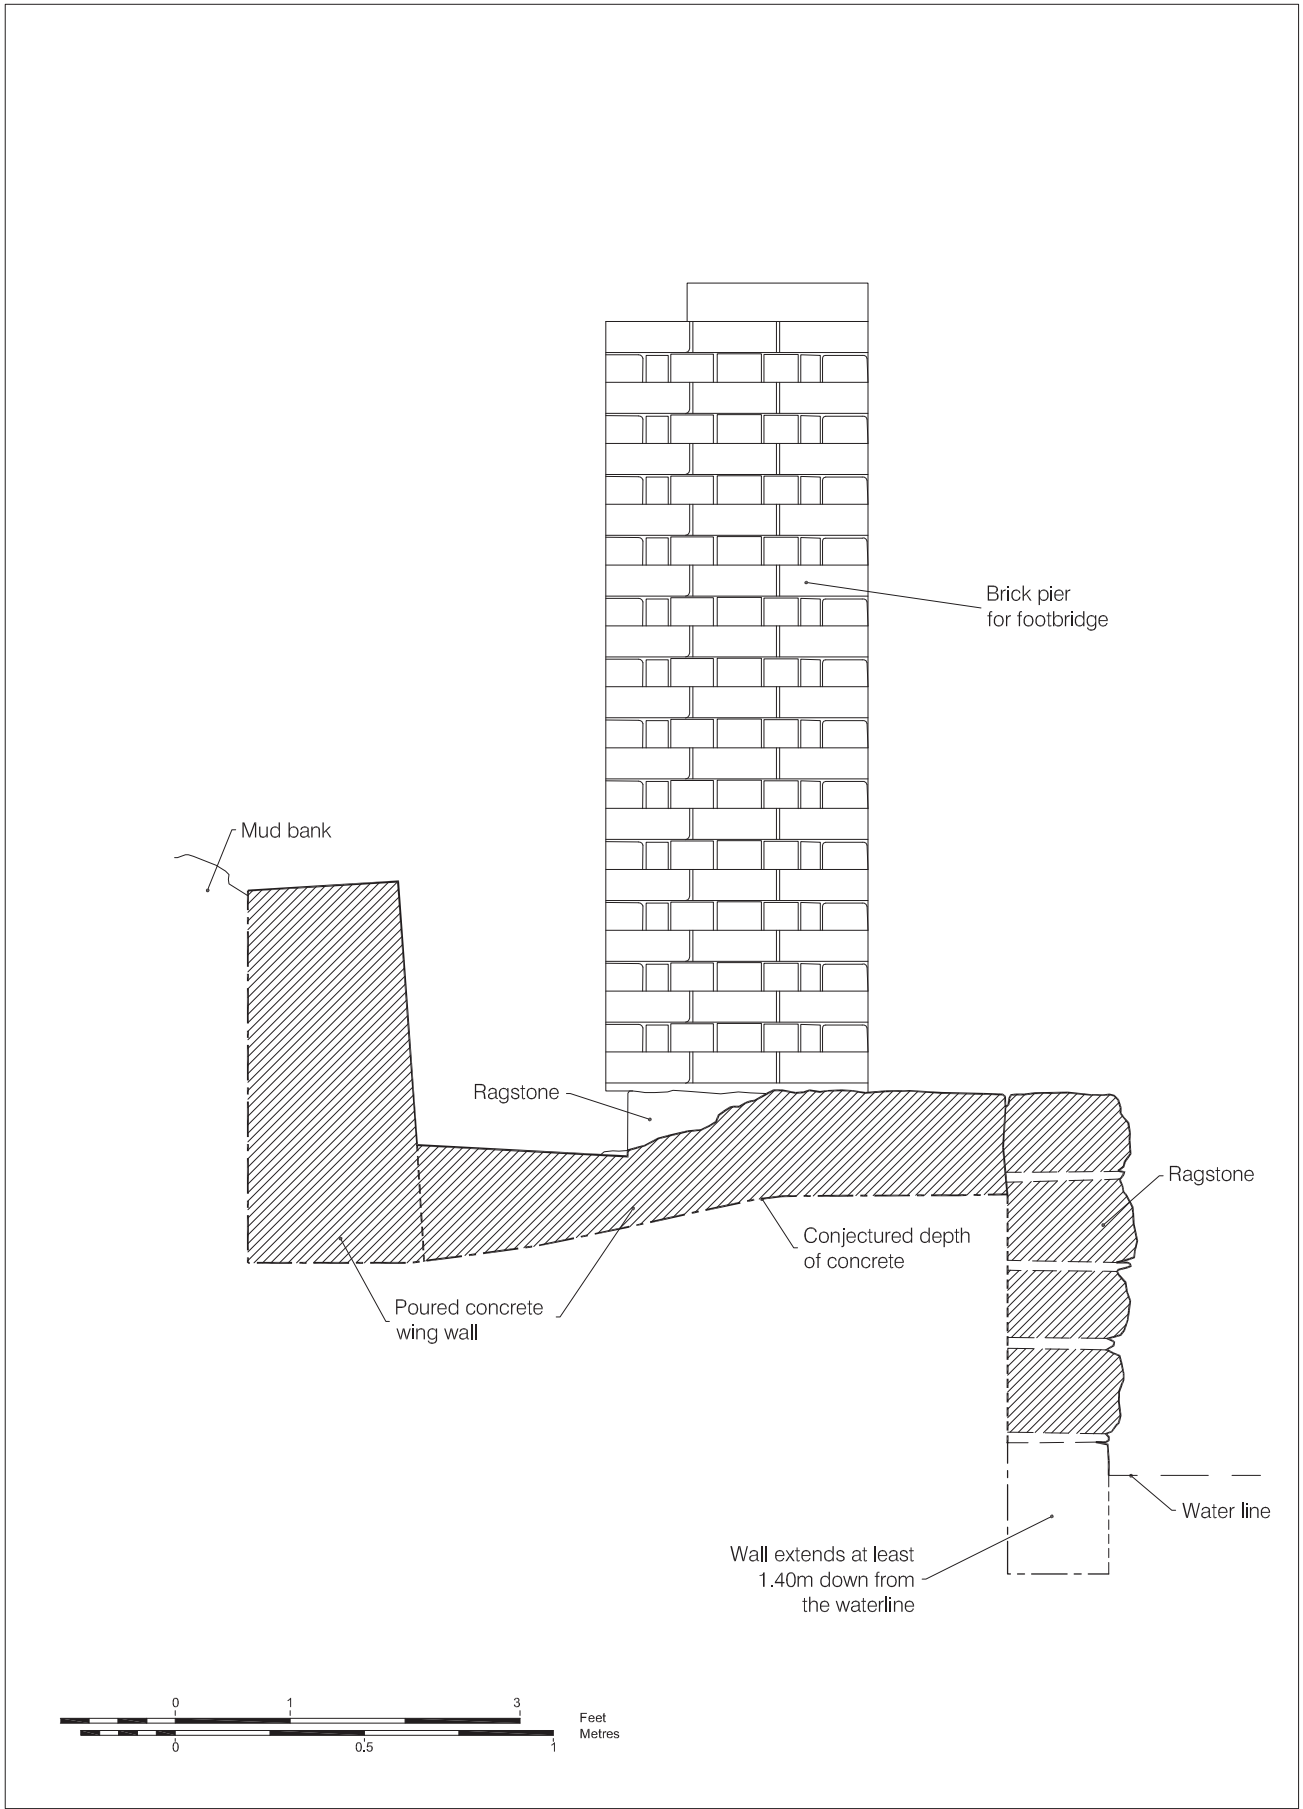 Brick pier
for footbridge
Mud bank
Ragstone
Ragstone
Conjectured depth
of concrete
Poured concrete
wing wall
Water line
Wall extends at least
1.40m down from
the waterline
0 1 3
Feet
Metres
0 0.5 1